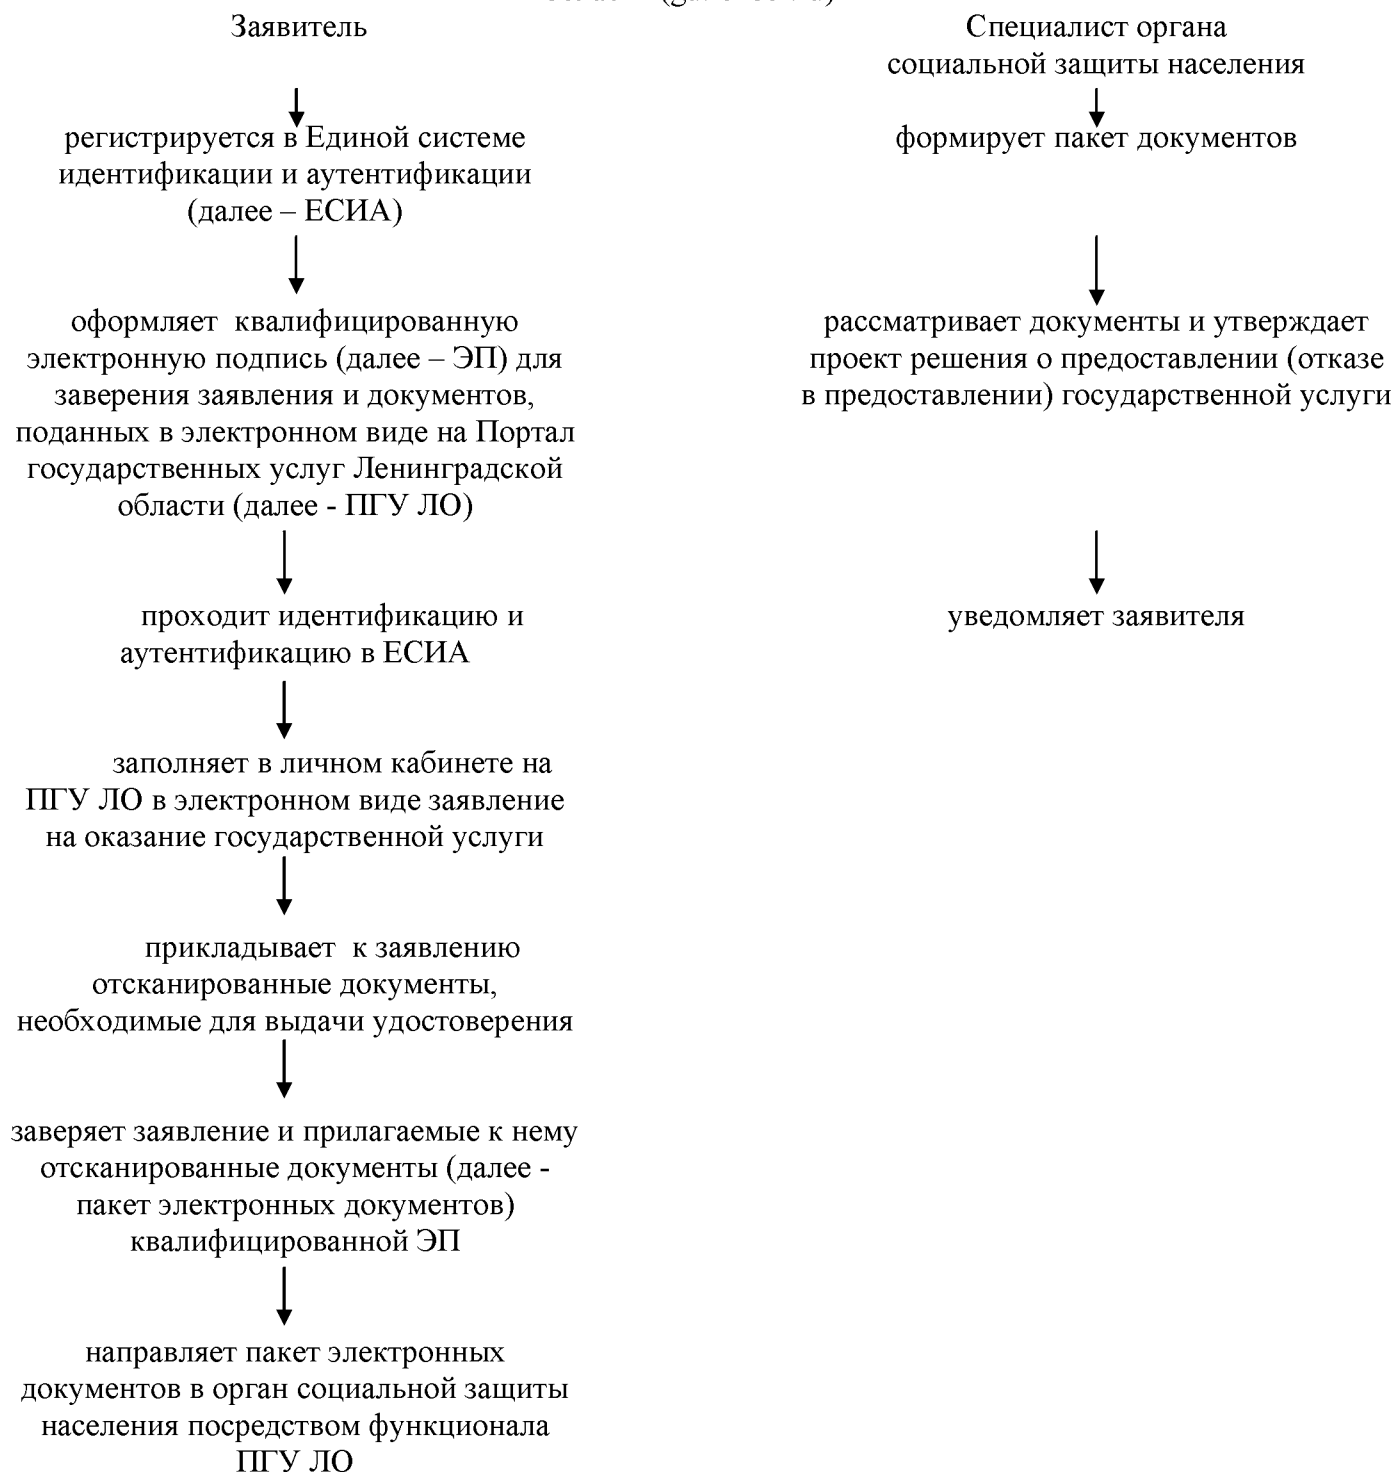 Заявитель
регистрируется в Единой системе
идентификации и аутентификации
(далее – ЕСИА)
оформляет квалифицированную
электронную подпись (далее – ЭП) для
заверения заявления и документов,
поданных в электронном виде на Портал
государственных услуг Ленинградской
области (далее - ПГУ ЛО)
проходит идентификацию и
аутентификацию в ЕСИА
заполняет в личном кабинете на
ПГУ ЛО в электронном виде заявление
на оказание государственной услуги
прикладывает к заявлению
отсканированные документы,
необходимые для выдачи удостоверения
заверяет заявление и прилагаемые к нему
отсканированные документы (далее -
пакет электронных документов)
квалифицированной ЭП
направляет пакет электронных
документов в орган социальной защиты
населения посредством функционала
ПГУ ЛО
Специалист органа
социальной защиты населения
формирует пакет документов
рассматривает документы и утверждает
проект решения о предоставлении (отказе
в предоставлении) государственной услуги
уведомляет заявителя